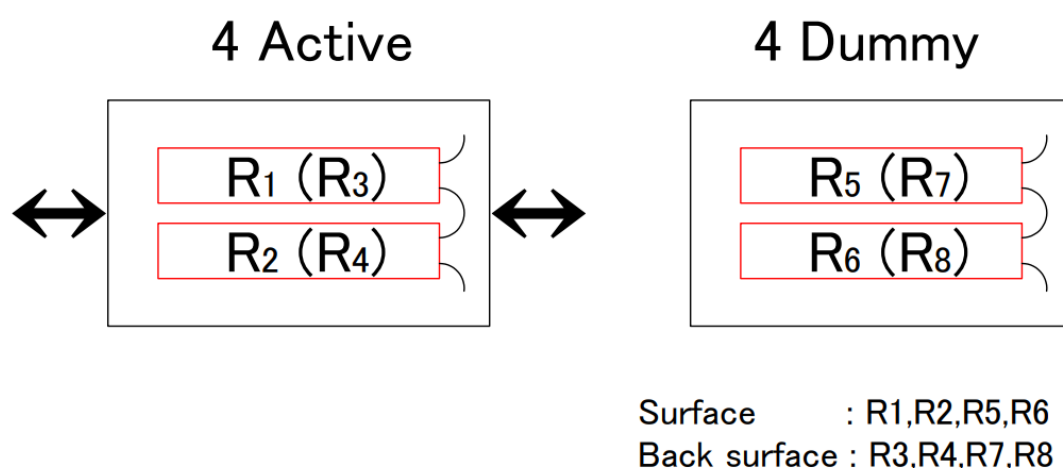 4 Active
4 Dummy
R1 (R3)
R5 (R7)
R2 (R4)
R6 (R8)
Surface : R1,R2,R5,R6
Back surface : R3,R4,R7,R8